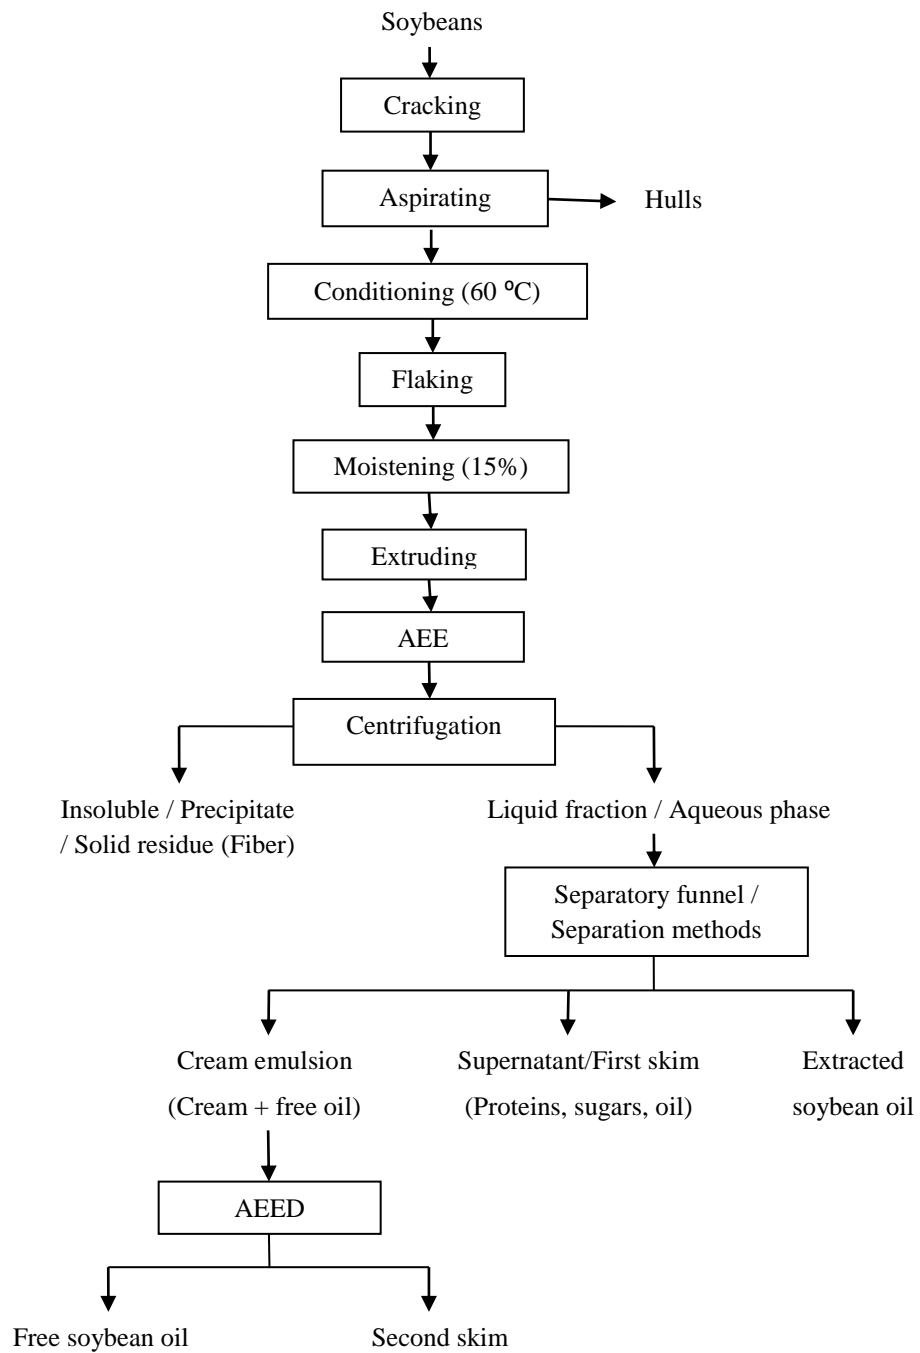 Soybeans
Cracking
Aspirating
Hulls
Conditioning (60 ⁰C)
Flaking
Moistening (15%)
Extruding
AEE
Centrifugation
Insoluble / Precipitate
/ Solid residue (Fiber)
Liquid fraction / Aqueous phase
Separatory funnel /
Separation methods
Cream emulsion
(Cream + free oil)
Supernatant/First skim
(Proteins, sugars, oil)
Extracted
soybean oil
AEED
Free soybean oil
Second skim